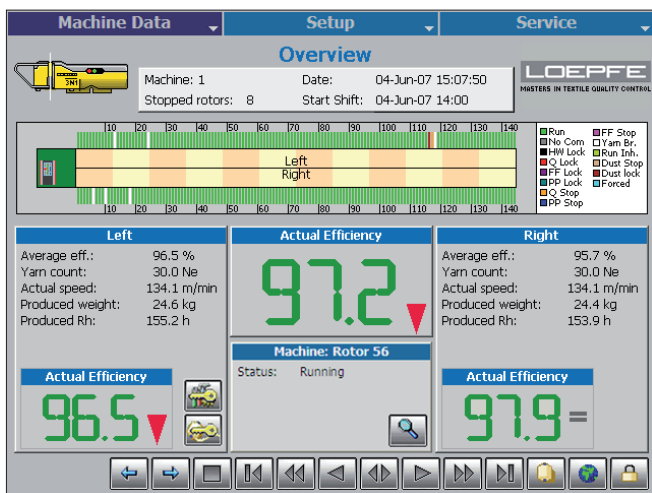 Machine Data Setup Service
Overview
3N1
Machine: 1 Date: 04-Jun-07 15:07:50
Stopped rotors: 8 Start Shift: 04-Jun-07 14:00
LOEPFE
MASTERS IN TEXTILE QUALITY CONTROL
10 20 30 40 50 60 70 80 90 100 110 120 130 140
Left
Right
10 20 30 40 50 60 70 80 90 100 110 120 130 140
Run FF Stop
No Com Yarn Br.
HW Lock Run Inh.
Q Lock Dust Stop
FF Lock Dust lock
PP Lock Forced
Q Stop
PP Stop
Left
Average eff.: 96.5 %
Yarn count: 30.0 Ne
Actual speed: 134.1 m/min
Produced weight: 24.6 kg
Produced Rh: 155.2 h
Actual Efficiency
96.5
Actual Efficiency
97.2
Machine: Rotor 56
Status: Running
Right
Average eff.: 95.7 %
Yarn count: 30.0 Ne
Actual speed: 134.1 m/min
Produced weight: 24.4 kg
Produced Rh: 153.9 h
Actual Efficiency
97.9 =